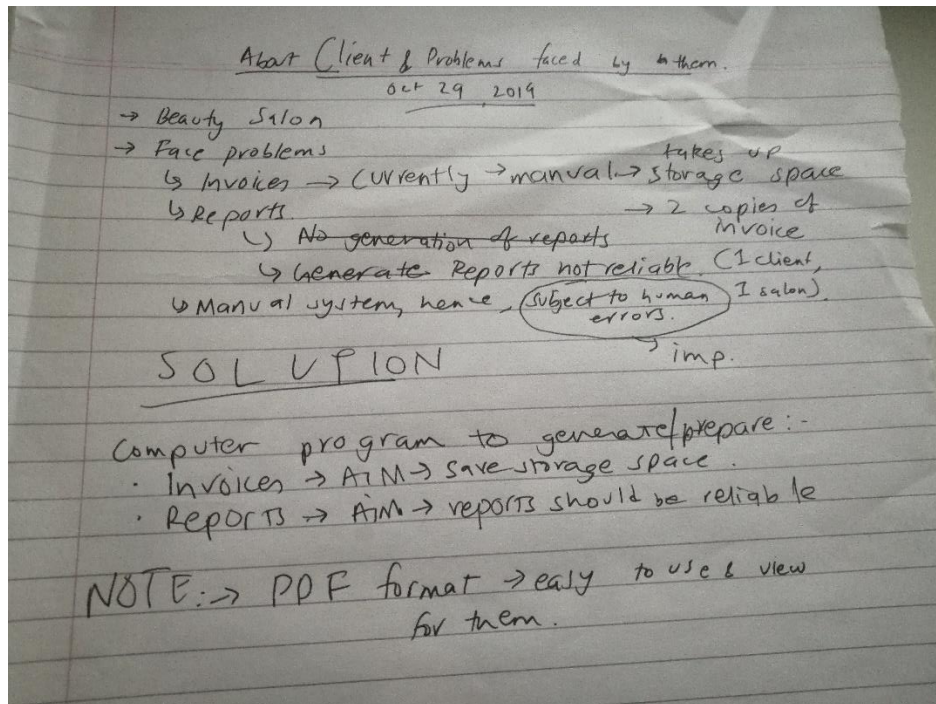 About Client & Problems faced by them.
Oct 29 2019
→ Beauty Salon
→ Face problems
↳ Invoices → Currently → manual → takes up storage space
→ 2 copies of invoice
↳ Reports
↳ No generation of reports
↳ Generate Reports not reliable (1 client, 1 salon).
↳ Manual system, hence, subject to human errors.
→ imp.
SOLUTION
Computer program to generate/prepare :-
· Invoices → AIM → save storage space.
· Reports → AIM → reports should be reliable
NOTE :→ PDF format → easy to use & view
for them.